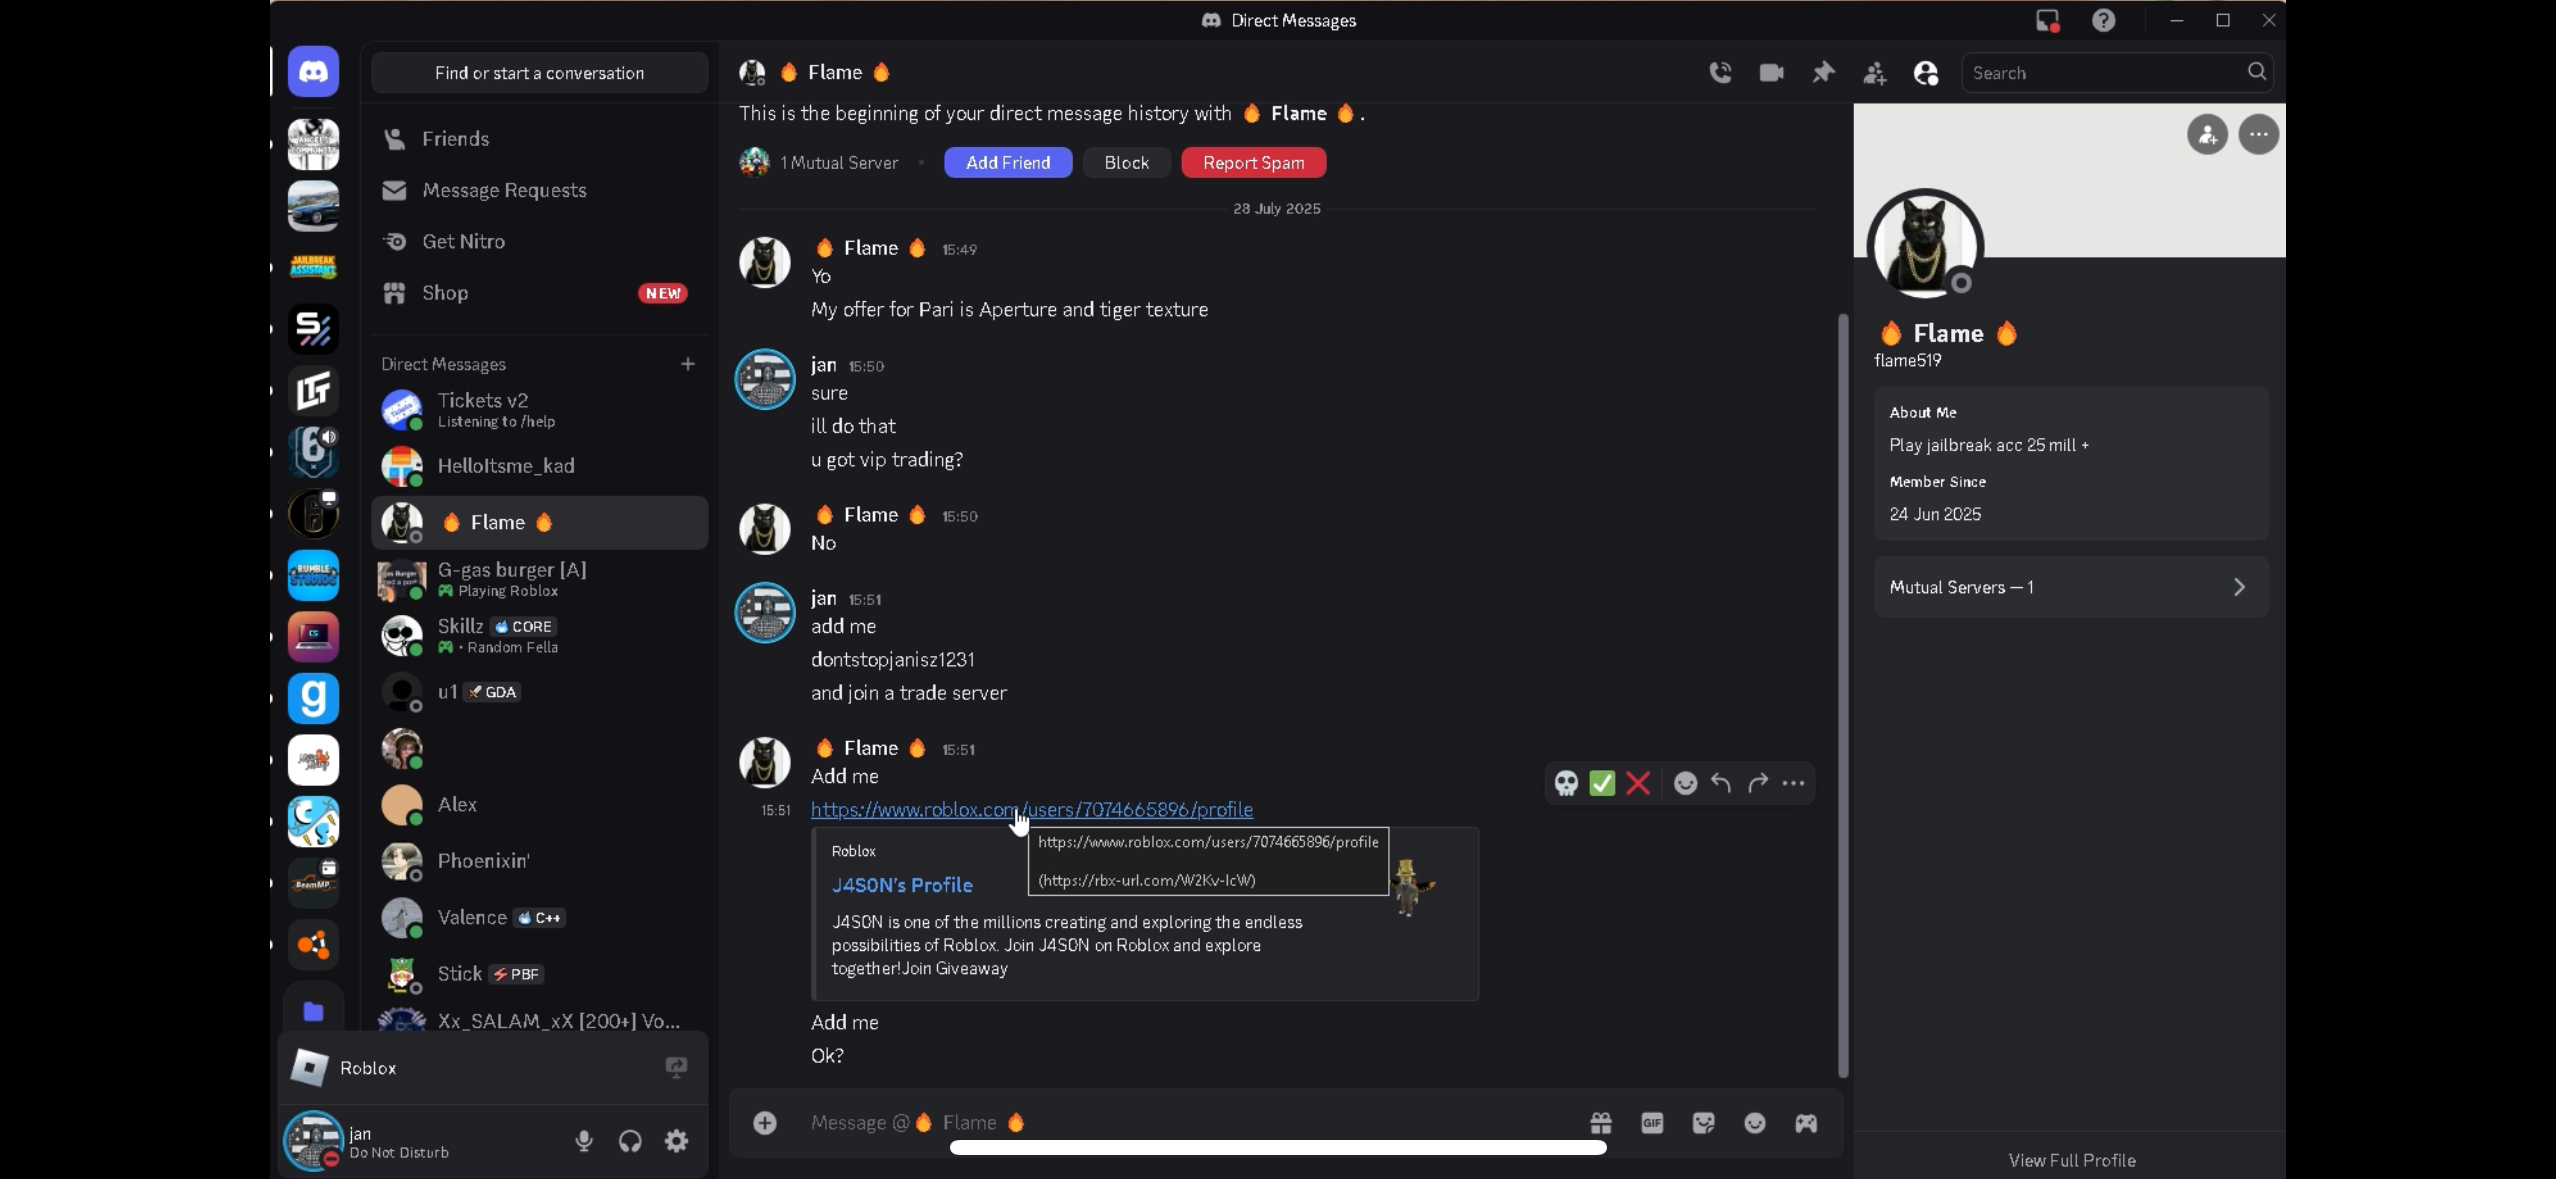 Direct Messages
Find or start a conversation
🔥 Flame 🔥
Search
Friends
Message Requests
Get Nitro
Shop
NEW
Direct Messages
Tickets v2
Listening to /help
HelloItsme_kad
🔥 Flame 🔥
G-gas burger [A]
Playing Roblox
Skillz CORE
• Random Fella
u1 GDA
Alex
Phoenixin'
Valence C++
Stick PBF
Xx_SALAM_xX [200+] Vo...
Roblox
jan
Do Not Disturb
This is the beginning of your direct message history with 🔥 Flame 🔥 .
1 Mutual Server • Add Friend Block Report Spam
28 July 2025
🔥 Flame 🔥 15:49
Yo
My offer for Pari is Aperture and tiger texture
jan 15:50
sure
ill do that
u got vip trading?
🔥 Flame 🔥 15:50
No
jan 15:51
add me
dontstopjanisz1231
and join a trade server
🔥 Flame 🔥 15:51
Add me
15:51 https://www.roblox.com/users/7074665896/profile
https://www.roblox.com/users/7074665896/profile
(https://rbx-url.com/W2Kv-lcW)
Roblox
J4S0N's Profile
J4S0N is one of the millions creating and exploring the endless
possibilities of Roblox. Join J4S0N on Roblox and explore
together!Join Giveaway
Add me
Ok?
Message @🔥 Flame 🔥
GIF
🔥 Flame 🔥
flame519
About Me
Play jailbreak acc 25 mill +
Member Since
24 Jun 2025
Mutual Servers — 1
View Full Profile
JAILBREAK
ASSISTANT
RUMBLE
STUDIOS
CS
g
BeamMP